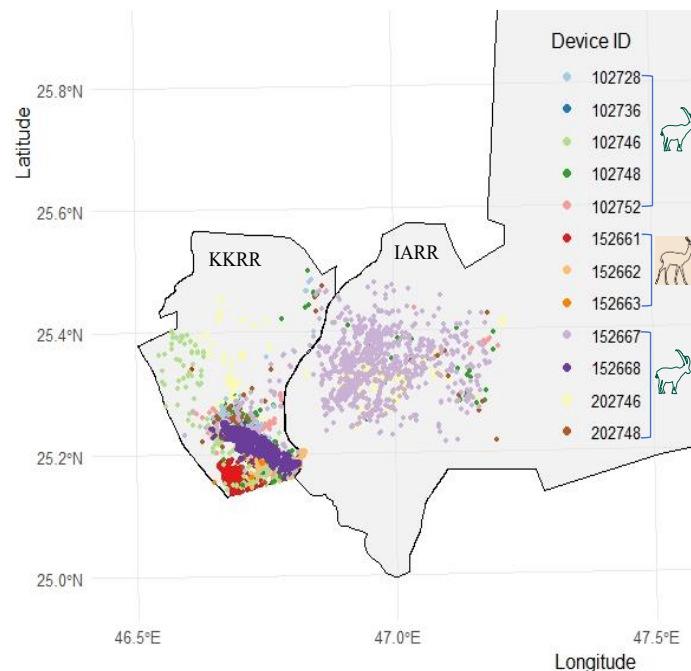 Device ID
102728
102736
102746
102748
102752
152661
152662
152663
152667
152668
202746
202748
Latitude
25.8°N
25.6°N
25.4°N
25.2°N
25.0°N
KKRR
IARR
46.5°E
47.0°E
47.5°E
Longitude